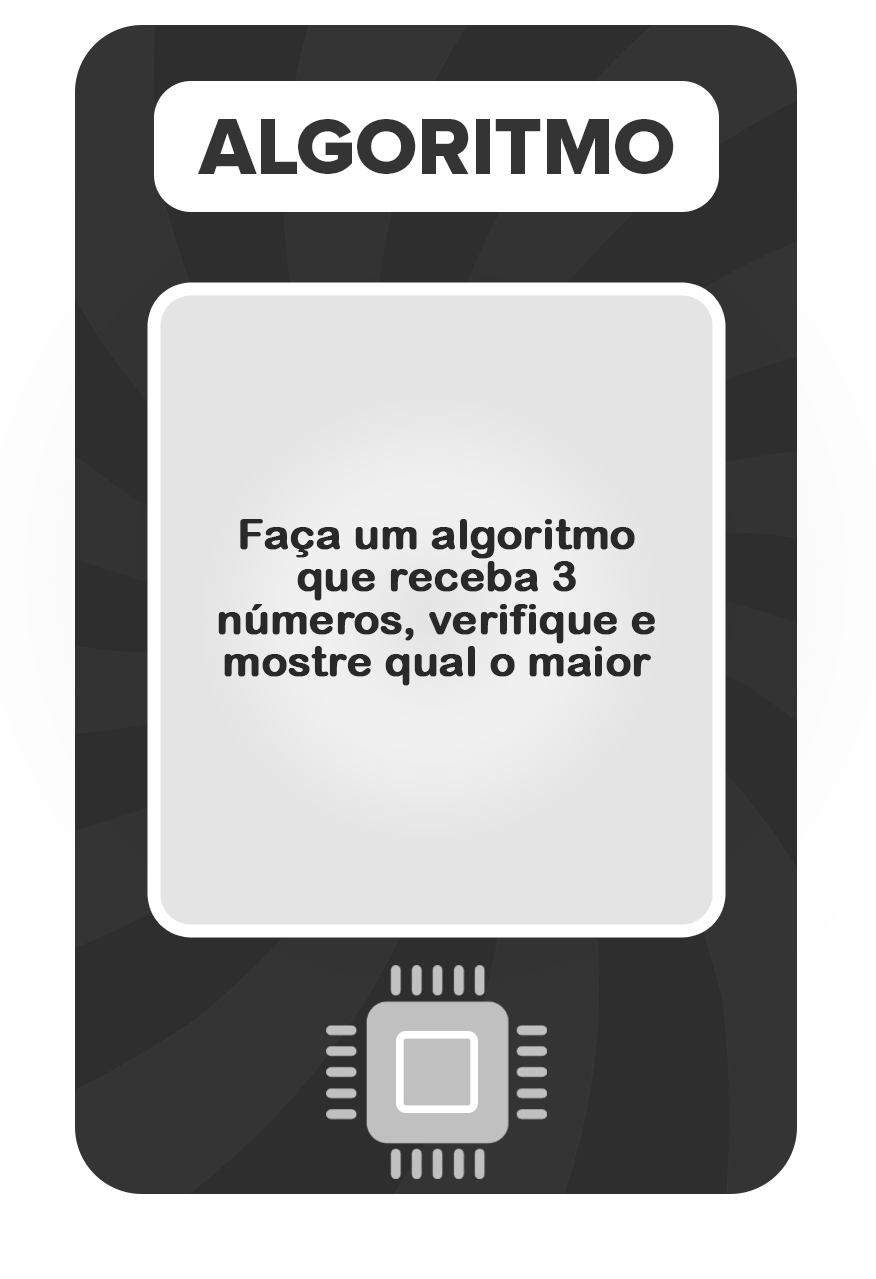 ALGORITMO
Faça um algoritmo
que receba 3
números, verifique e
mostre qual o maior